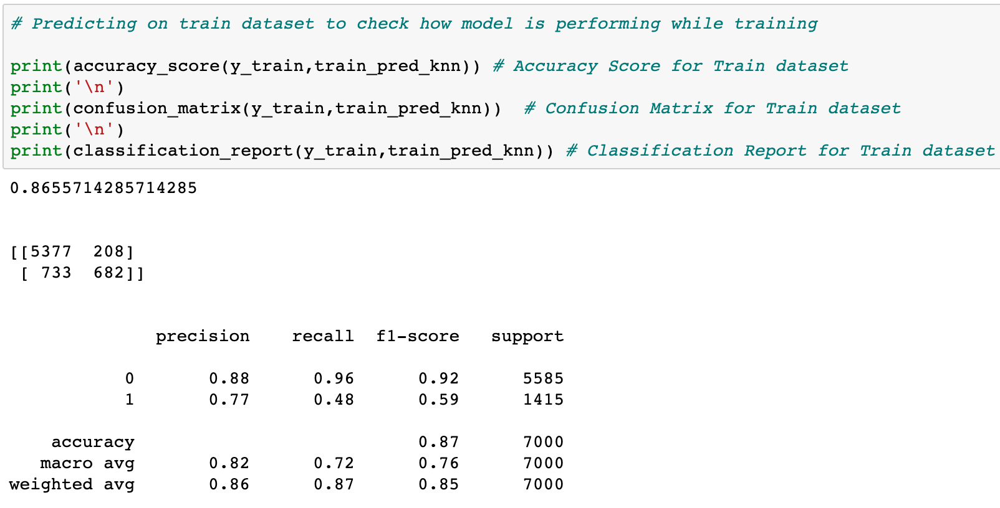 # Predicting on train dataset to check how model is performing while training
print(accuracy_score(y_train,train_pred_knn)) # Accuracy Score for Train dataset
print('\n')
print(confusion_matrix(y_train,train_pred_knn))  # Confusion Matrix for Train dataset
print('\n')
print(classification_report(y_train,train_pred_knn)) # Classification Report for Train dataset
0.8655714285714285
[[5377  208]
 [ 733  682]]
              precision    recall  f1-score   support
           0       0.88      0.96      0.92      5585
           1       0.77      0.48      0.59      1415
    accuracy                           0.87      7000
   macro avg       0.82      0.72      0.76      7000
weighted avg       0.86      0.87      0.85      7000